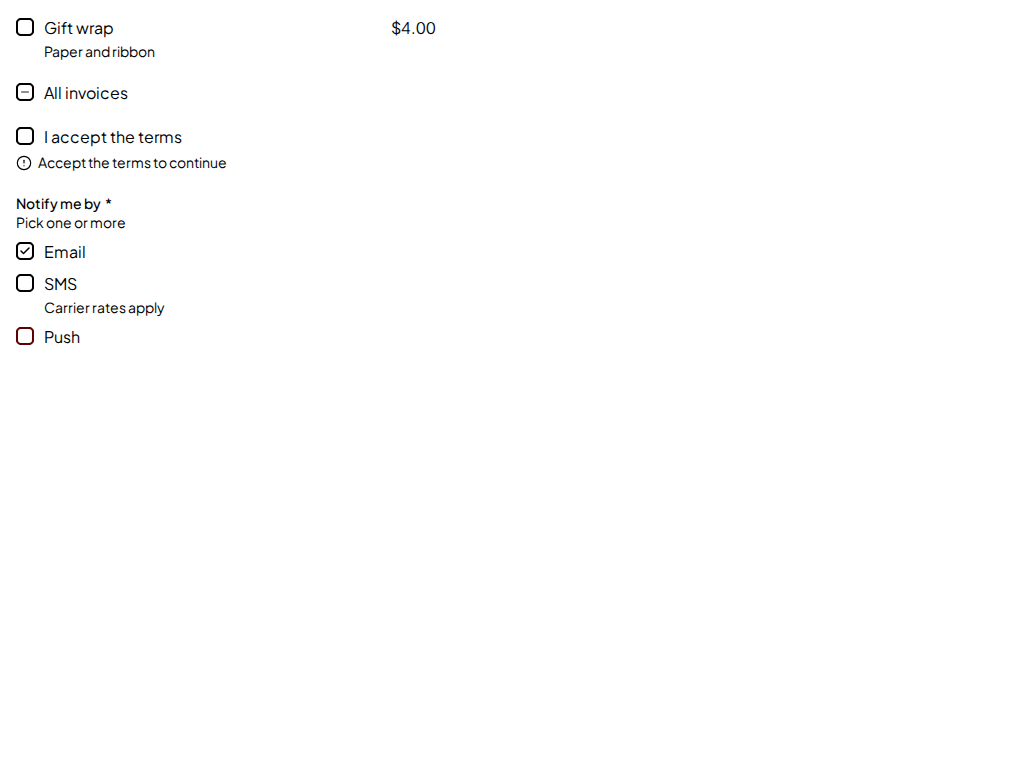 Gift wrap $4.00
Paper and ribbon
All invoices
I accept the terms
Accept the terms to continue
Notify me by *
Pick one or more
Email
SMS
Carrier rates apply
Push